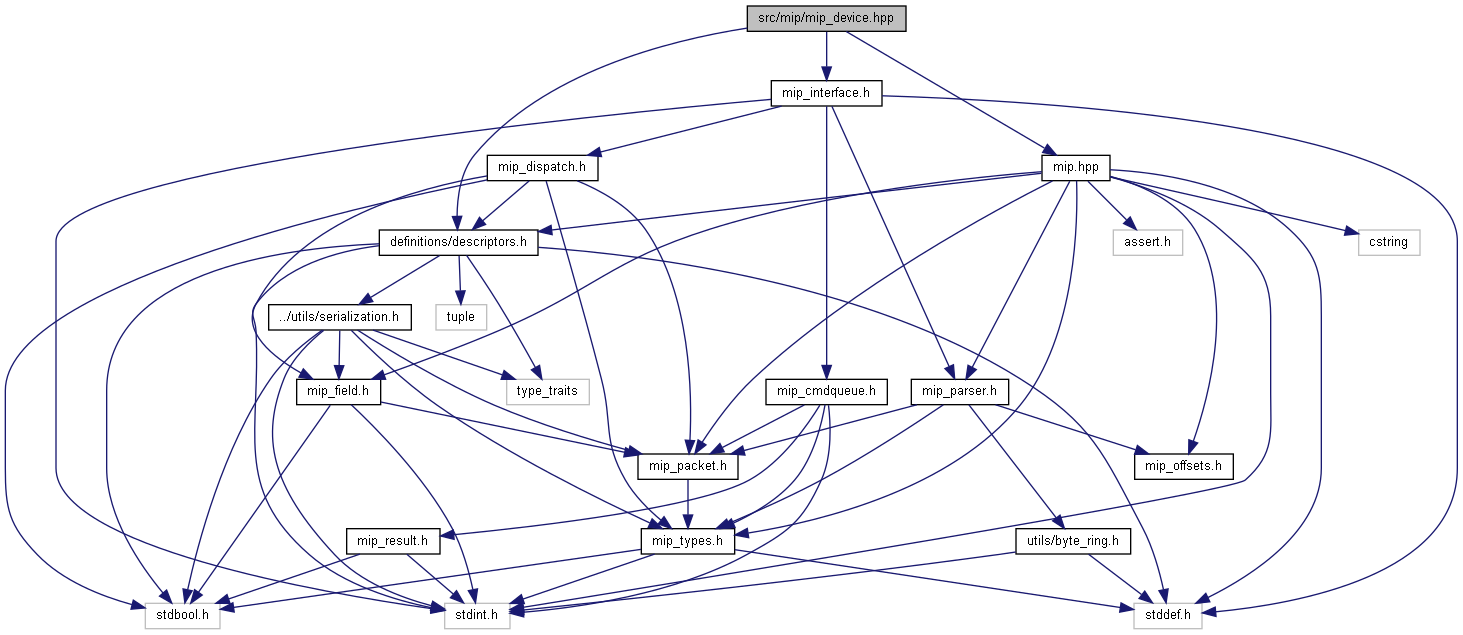 src/mip/mip_device.hpp
mip_interface.h
mip_dispatch.h
mip.hpp
definitions/descriptors.h
assert.h
cstring
../utils/serialization.h
tuple
mip_field.h
type_traits
mip_cmdqueue.h
mip_parser.h
mip_packet.h
mip_offsets.h
mip_result.h
mip_types.h
utils/byte_ring.h
stdbool.h
stdint.h
stddef.h